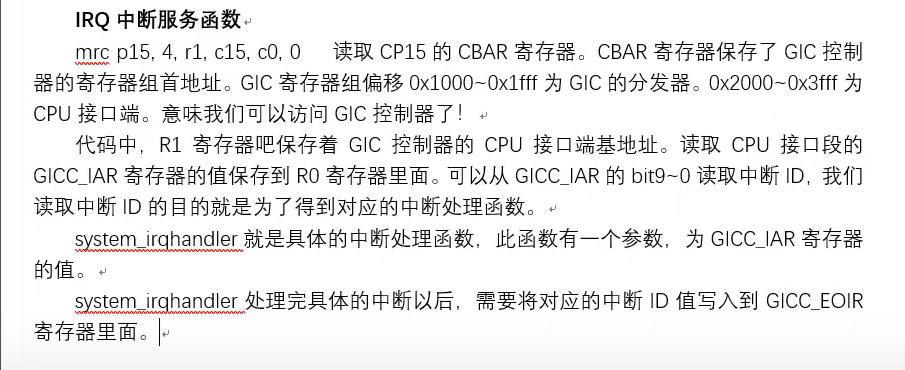 IRQ 中断服务函数
mrc p15, 4, r1, c15, c0, 0 读取 CP15 的 CBAR 寄存器。CBAR 寄存器保存了 GIC 控制
器的寄存器组首地址。GIC 寄存器组偏移 0x1000~0x1fff 为 GIC 的分发器。0x2000~0x3fff 为
CPU 接口端。意味我们可以访问 GIC 控制器了！
代码中，R1 寄存器吧保存着 GIC 控制器的 CPU 接口端基地址。读取 CPU 接口段的
GICC_IAR 寄存器的值保存到 R0 寄存器里面。可以从 GICC_IAR 的 bit9~0 读取中断 ID，我们
读取中断 ID 的目的就是为了得到对应的中断处理函数。
system_irqhandler 就是具体的中断处理函数，此函数有一个参数，为 GICC_IAR 寄存器
的值。
system_irqhandler 处理完具体的中断以后，需要将对应的中断 ID 值写入到 GICC_EOIR
寄存器里面。